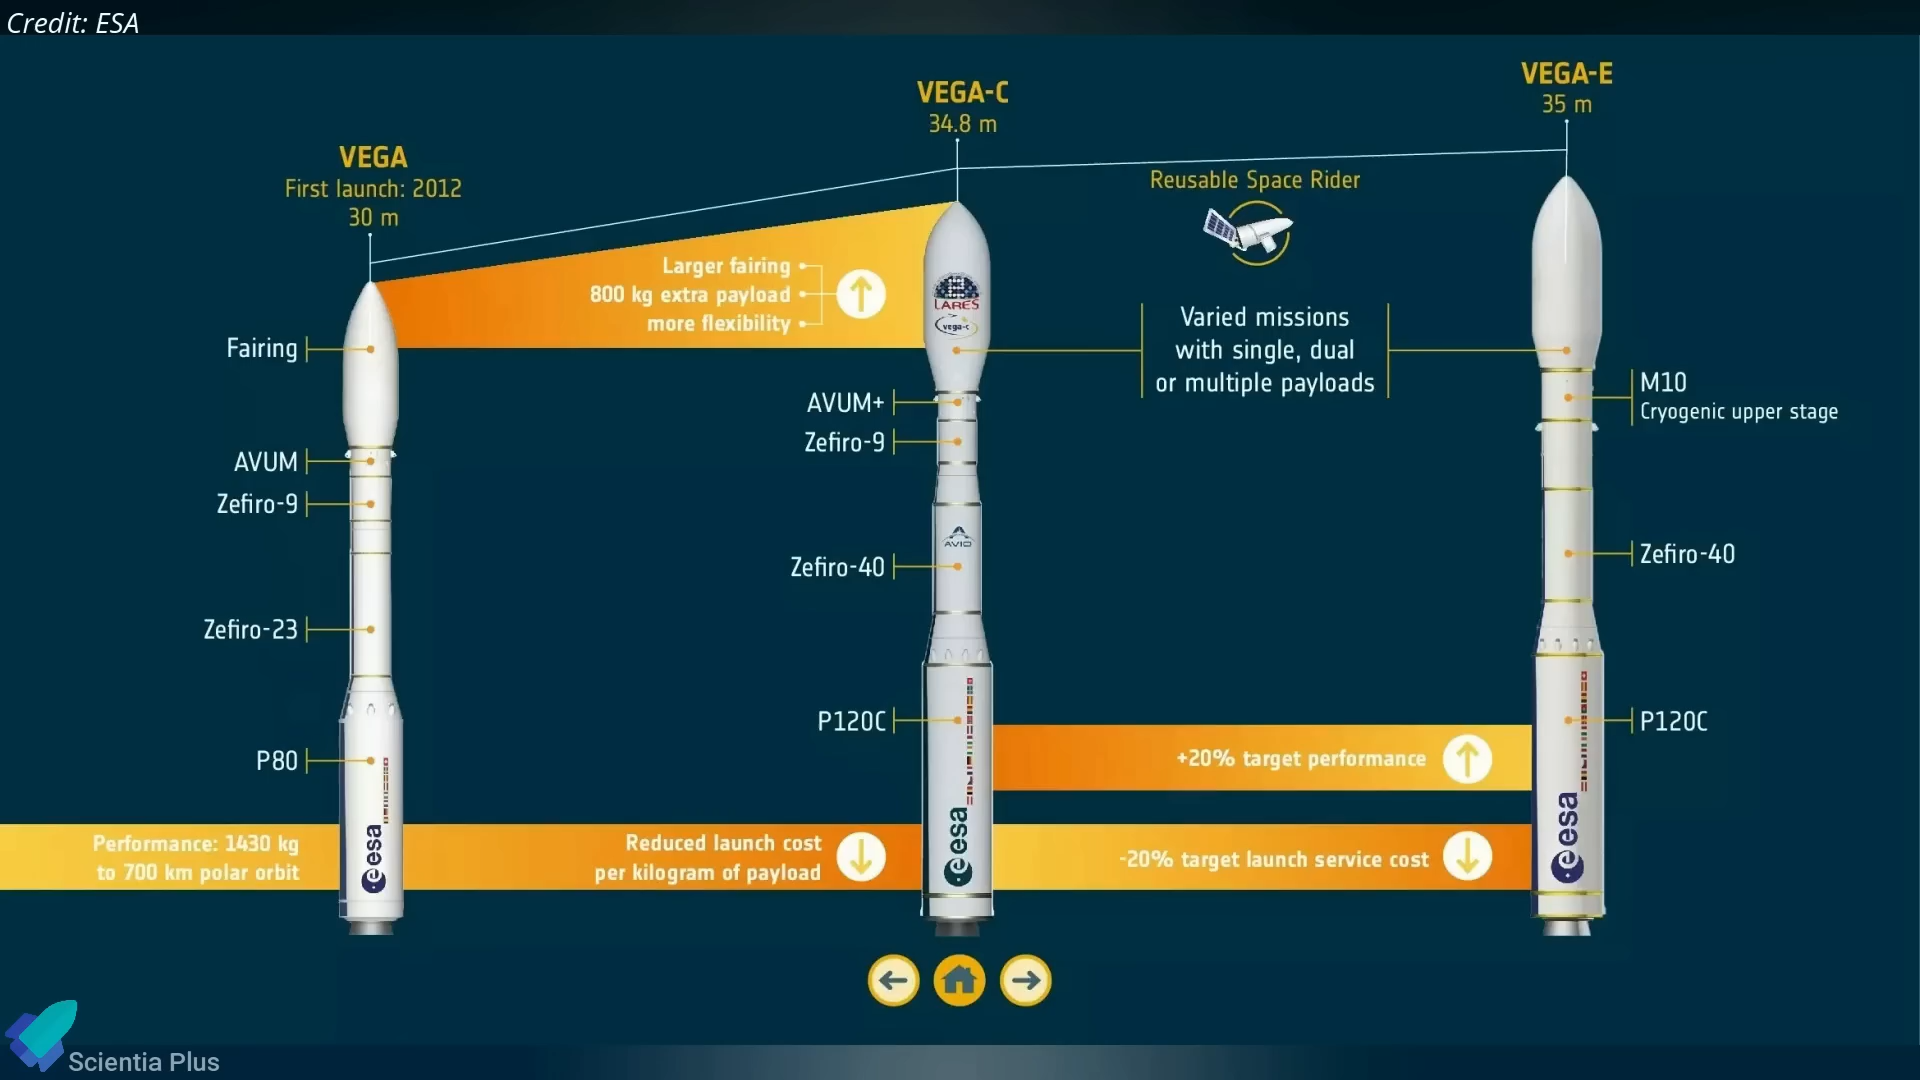 Credit: ESA
VEGA
First launch: 2012
30 m
Fairing
AVUM
Zefiro-9
Zefiro-23
P80
esa
Performance: 1430 kg
to 700 km polar orbit
Larger fairing
800 kg extra payload
more flexibility
Reduced launch cost
per kilogram of payload
VEGA-C
34.8 m
LARES
vega-c
AVUM+
Zefiro-9
AVIO
Zefiro-40
P120C
esa
Reusable Space Rider
Varied missions
with single, dual
or multiple payloads
+20% target performance
-20% target launch service cost
VEGA-E
35 m
M10
Cryogenic upper stage
Zefiro-40
P120C
esa
Scientia Plus